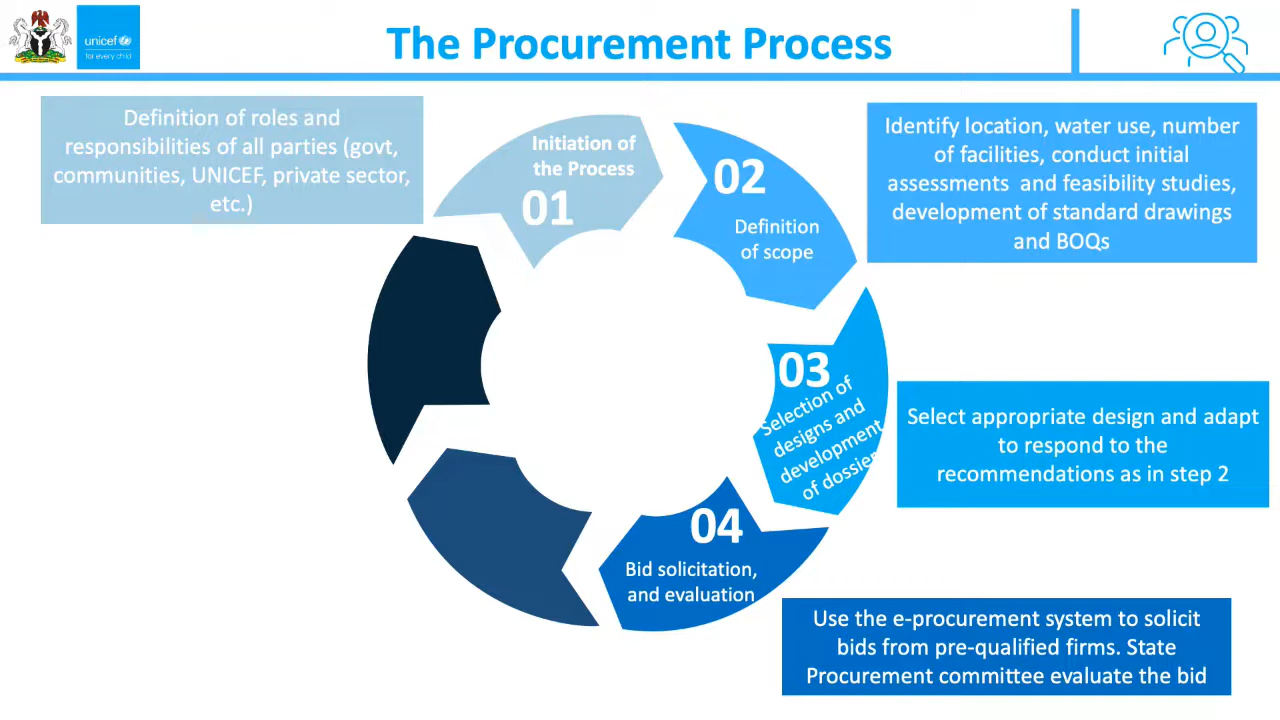 unicef
for every child
The Procurement Process
Definition of roles and
responsibilities of all parties (govt,
communities, UNICEF, private sector,
etc.)
Initiation of
the Process
01
02
Definition
of scope
Identify location, water use, number
of facilities, conduct initial
assessments and feasibility studies,
development of standard drawings
and BOQs
03
Selection of
designs and
development
of dossier
Select appropriate design and adapt
to respond to the
recommendations as in step 2
04
Bid solicitation,
and evaluation
Use the e-procurement system to solicit
bids from pre-qualified firms. State
Procurement committee evaluate the bid